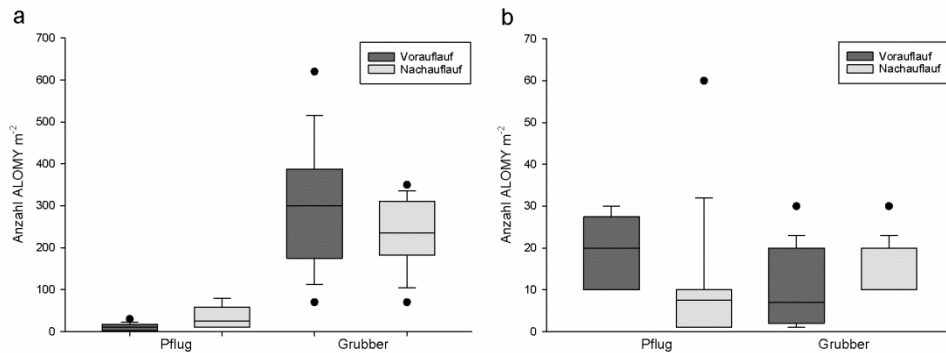 a
Anzahl ALOMY m⁻²
700
600
500
400
300
200
100
0
Vorauflauf
Nachauflauf
Pflug
Grubber
b
Anzahl ALOMY m⁻²
70
60
50
40
30
20
10
0
Vorauflauf
Nachauflauf
Pflug
Grubber